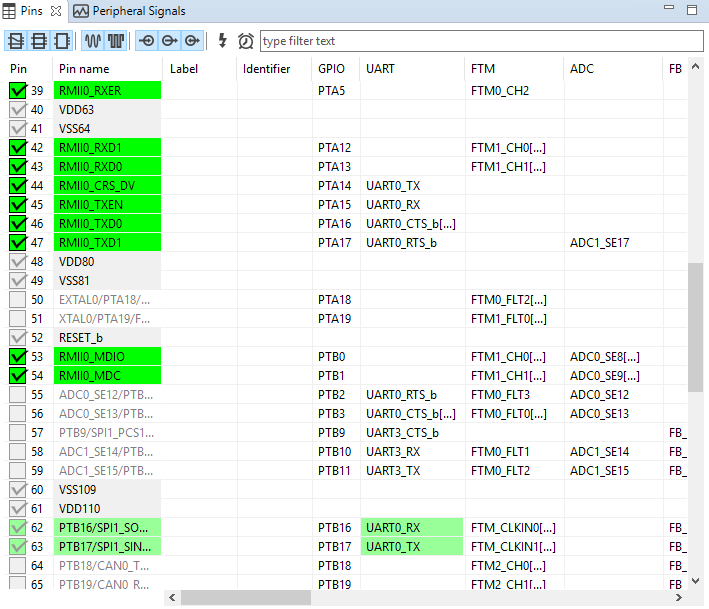 Pins Peripheral Signals
type filter text
Pin Pin name Label Identifier GPIO UART FTM ADC FB
39 RMII0_RXER PTA5 FTM0_CH2
40 VDD63
41 VSS64
42 RMII0_RXD1 PTA12 FTM1_CH0[...]
43 RMII0_RXD0 PTA13 FTM1_CH1[...]
44 RMII0_CRS_DV PTA14 UART0_TX
45 RMII0_TXEN PTA15 UART0_RX
46 RMII0_TXD0 PTA16 UART0_CTS_b[...]
47 RMII0_TXD1 PTA17 UART0_RTS_b ADC1_SE17
48 VDD80
49 VSS81
50 EXTAL0/PTA18/... PTA18 FTM0_FLT2[...]
51 XTAL0/PTA19/F... PTA19 FTM1_FLT0[...]
52 RESET_b
53 RMII0_MDIO PTB0 FTM1_CH0[...] ADC0_SE8[...]
54 RMII0_MDC PTB1 FTM1_CH1[...] ADC0_SE9[...]
55 ADC0_SE12/PTB... PTB2 UART0_RTS_b FTM0_FLT3 ADC0_SE12
56 ADC0_SE13/PTB... PTB3 UART0_CTS_b[...] FTM0_FLT0[...] ADC0_SE13
57 PTB9/SPI1_PCS1... PTB9 UART3_CTS_b FB_
58 ADC1_SE14/PTB... PTB10 UART3_RX FTM0_FLT1 ADC1_SE14 FB_
59 ADC1_SE15/PTB... PTB11 UART3_TX FTM0_FLT2 ADC1_SE15 FB_
60 VSS109
61 VDD110
62 PTB16/SPI1_SO... PTB16 UART0_RX FTM_CLKIN0[...] FB_
63 PTB17/SPI1_SIN... PTB17 UART0_TX FTM_CLKIN1[...] FB_
64 PTB18/CAN0_T... PTB18 FTM2_CH0[...] FB_
65 PTB19/CAN0_R... PTB19 FTM2_CH1[...] FB_